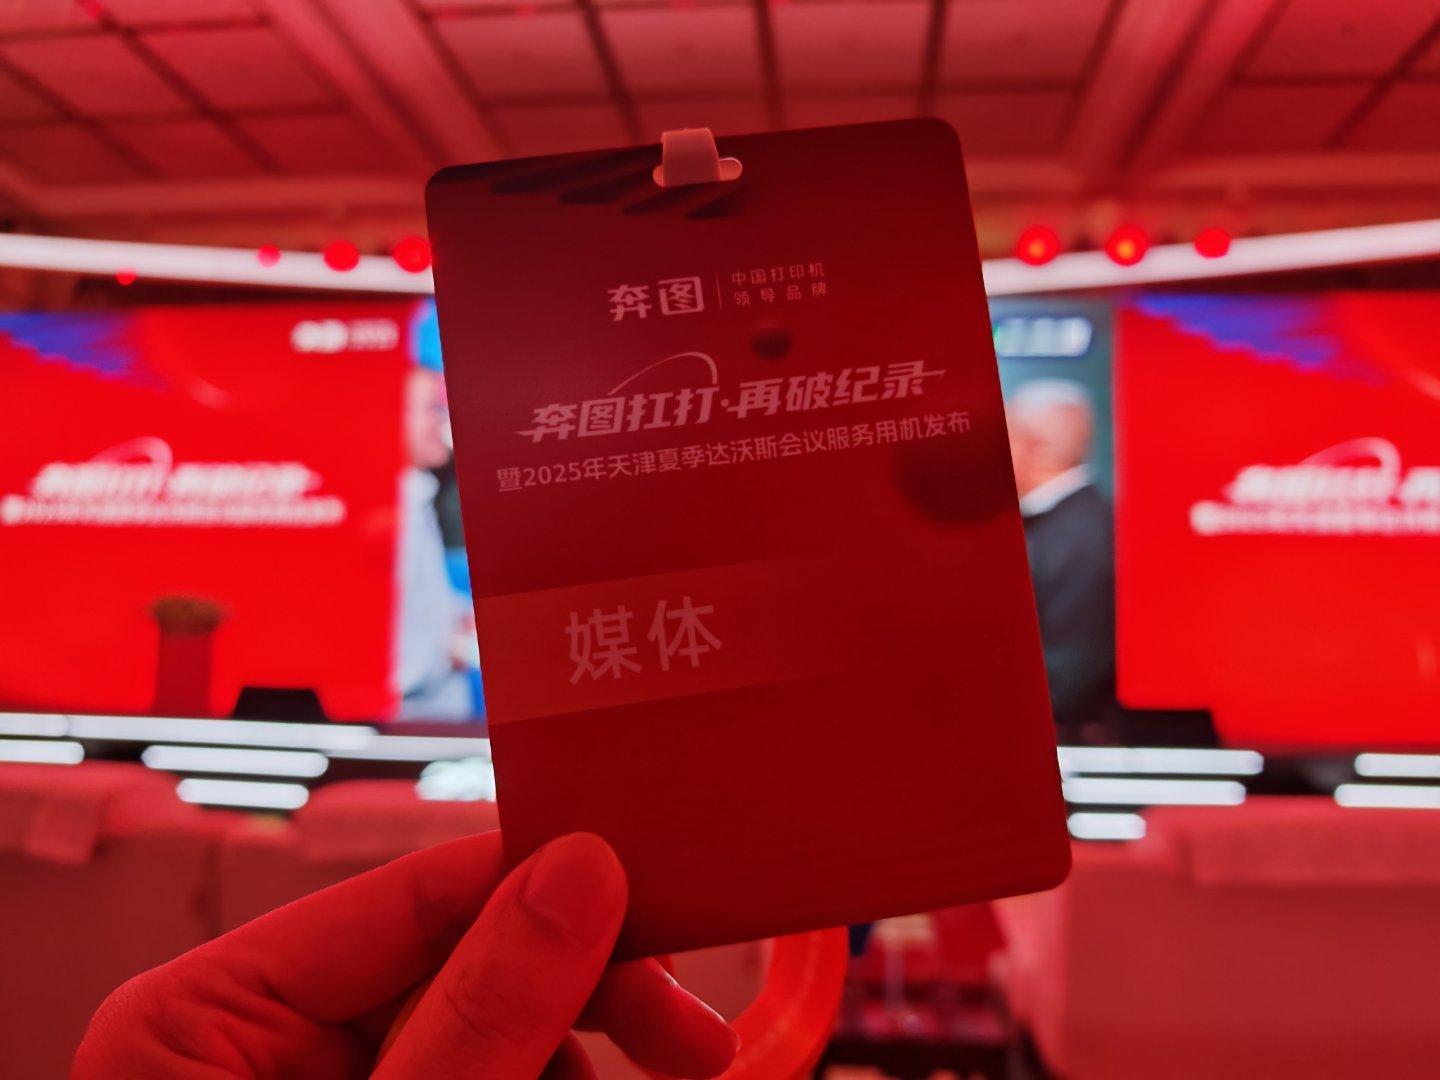 奔图 中国打印机
领导品牌
奔图扛打·再破纪录
暨2025年天津夏季达沃斯会议服务用机发布
媒体